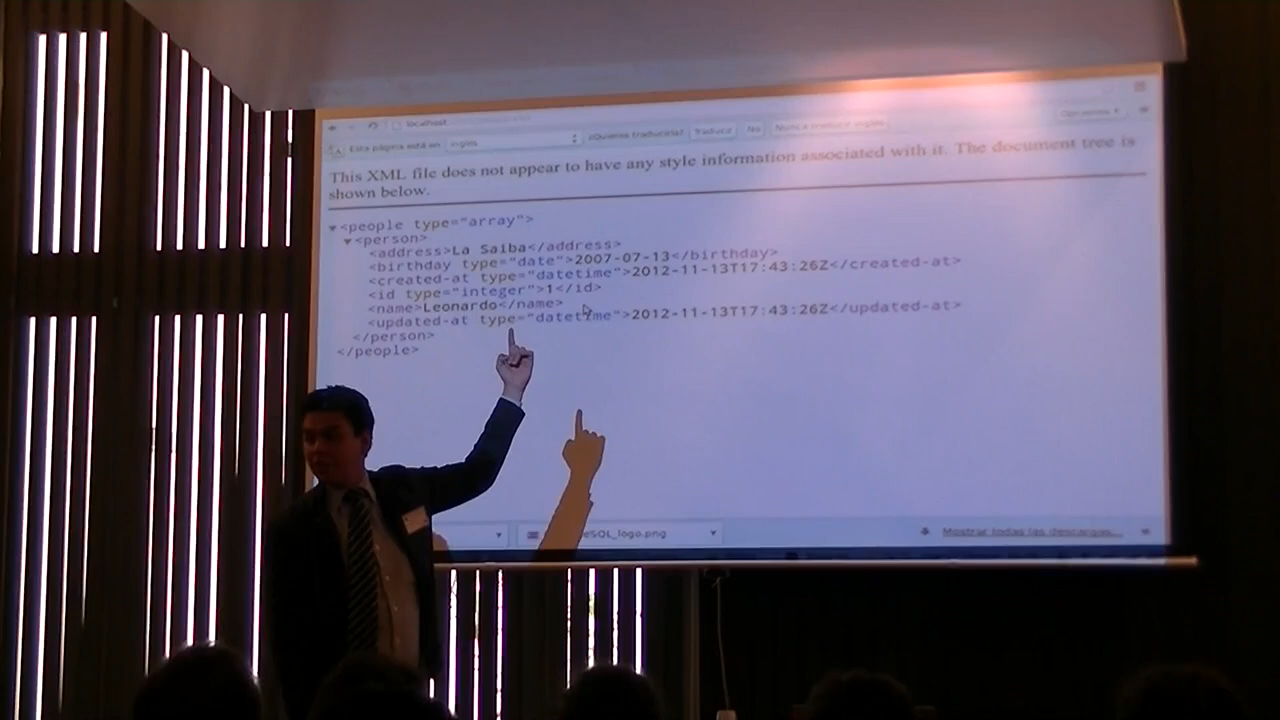 localhost
Esta página está en inglés ¿Quieres traducirla? Traducir No Nunca traducir inglés Opciones
This XML file does not appear to have any style information associated with it. The document tree is
shown below.
▼<people type="array">
▼<person>
<address>La Saiba</address>
<birthday type="date">2007-07-13</birthday>
<created-at type="datetime">2012-11-13T17:43:26Z</created-at>
<id type="integer">1</id>
<name>Leonardo</name>
<updated-at type="datetime">2012-11-13T17:43:26Z</updated-at>
</person>
</people>
eSQL_logo.png Mostrar todas las descargas...